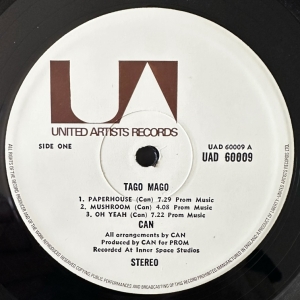 UA
UNITED ARTISTS RECORDS
SIDE ONE
UAD 60009 A
UAD 60009
TAGO MAGO
1. PAPERHOUSE (Can) 7.29 Prom Music
2. MUSHROOM (Can) 4.08 Prom Music
3. OH YEAH (Can) 7.22 Prom Music
CAN
All arrangements by CAN
Produced by CAN for PROM
Recorded At Inner Space Studios
STEREO